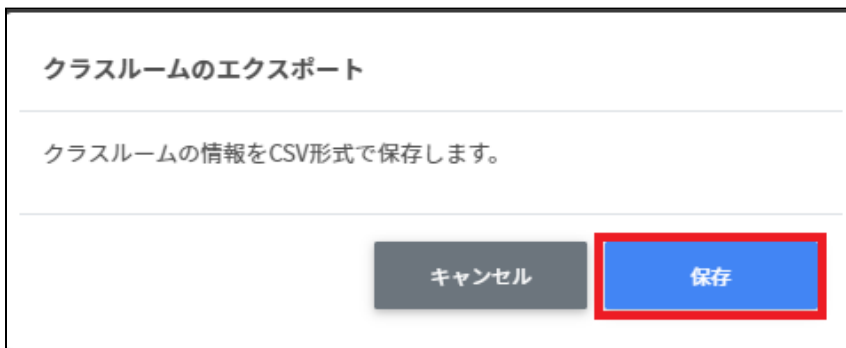 クラスルームのエクスポート
クラスルームの情報をCSV形式で保存します。
キャンセル
保存